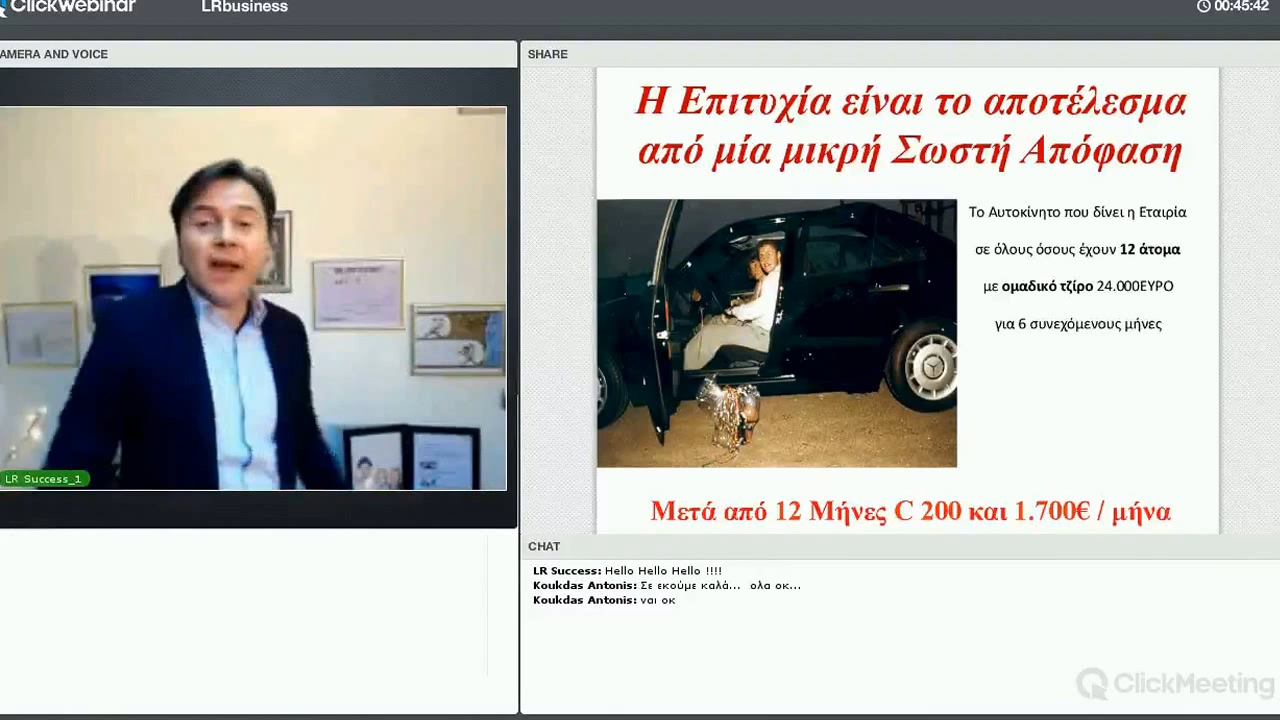 ClickWebinar
LRbusiness
00:45:42
AMERA AND VOICE
SHARE
Η Επιτυχία είναι το αποτέλεσμα
από μία μικρή Σωστή Απόφαση
Το Αυτοκίνητο που δίνει η Εταιρία
σε όλους όσους έχουν 12 άτομα
με ομαδικό τζίρο 24.000ΕΥΡΟ
για 6 συνεχόμενους μήνες
Μετά από 12 Μήνες C 200 και 1.700€ / μήνα
LR Success_1
CHAT
LR Success: Hello Hello Hello !!!!
Koukdas Antonis: Σε εκούμε καλά... ολα οκ...
Koukdas Antonis: ναι οκ
ClickMeeting